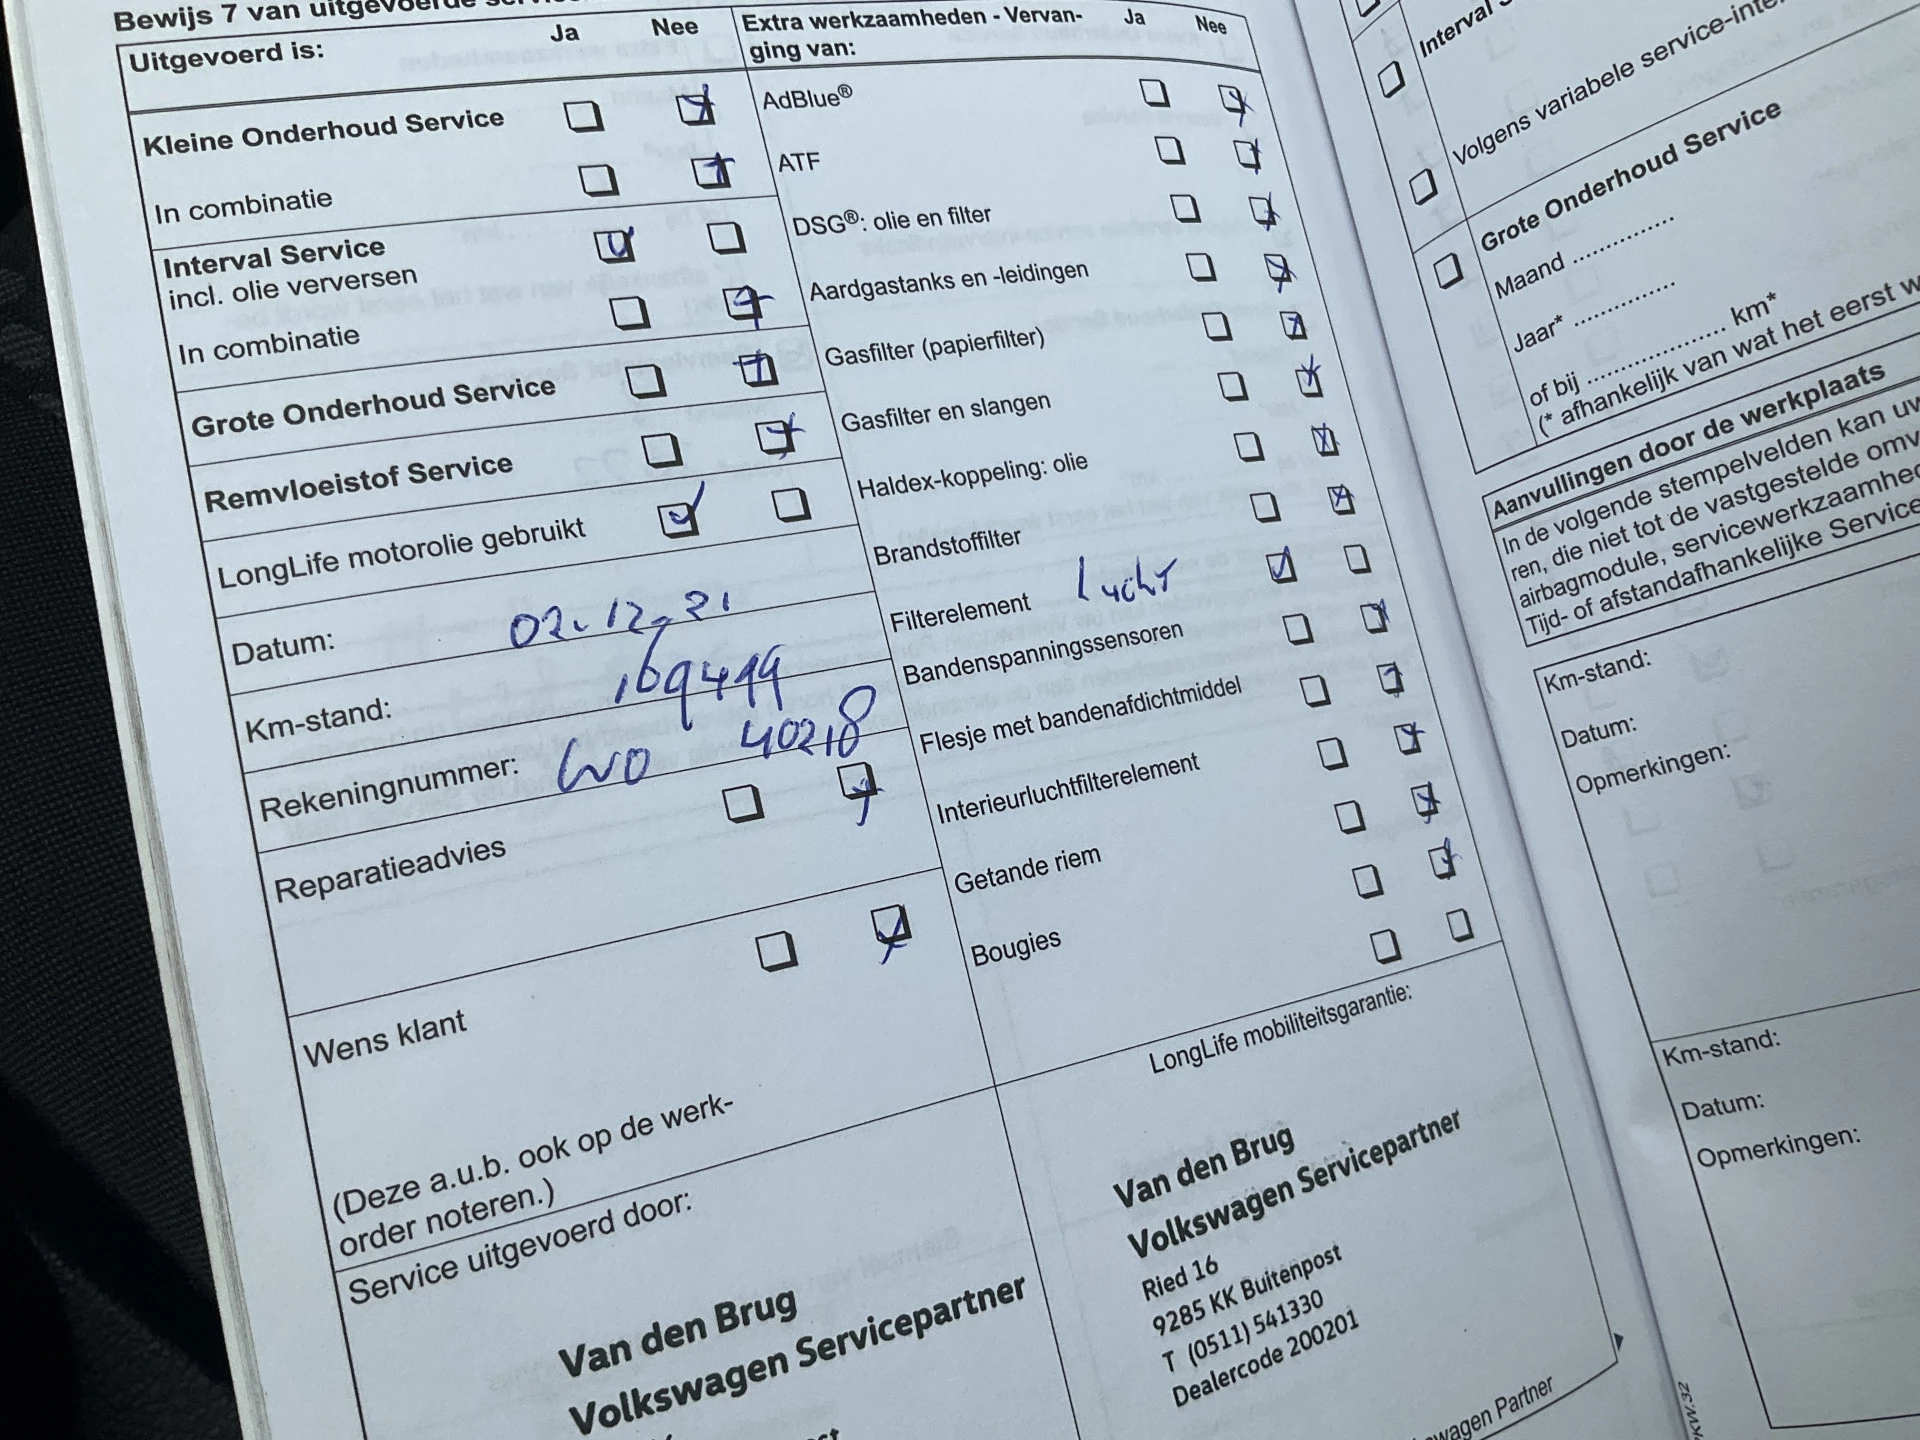 Bewijs 7 van uitgevoerde
Uitgevoerd is: Ja Nee
Kleine Onderhoud Service
In combinatie
Interval Service
incl. olie verversen
In combinatie
Grote Onderhoud Service
Remvloeistof Service
LongLife motorolie gebruikt
Datum: 02.12.21
Km-stand: 169499
Rekeningnummer: WO 40218
Reparatieadvies
Wens klant
(Deze a.u.b. ook op de werk-
order noteren.)
Service uitgevoerd door:
Van den Brug
Volkswagen Servicepartner
Extra werkzaamheden - Vervan-
ging van: Ja Nee
AdBlue®
ATF
DSG®: olie en filter
Aardgastanks en -leidingen
Gasfilter (papierfilter)
Gasfilter en slangen
Haldex-koppeling: olie
Brandstoffilter
Filterelement Lucht
Bandenspanningssensoren
Flesje met bandenafdichtmiddel
Interieurluchtfilterelement
Getande riem
Bougies
LongLife mobiliteitsgarantie:
Van den Brug
Volkswagen Servicepartner
Ried 16
9285 KK Buitenpost
T (0511) 541330
Dealercode 200201
Partner
Interval
Volgens variabele
Grote Onderhoud Service
Maand ..............
Jaar* ..............
of bij ................... km*
(* afhankelijk van wat het eerst
Aanvullingen door de werkplaats
In de volgende stempelvelden kan
ren, die niet tot de vastgestelde
airbagmodule,
Tijd- of afstandafhankelijke
Km-stand:
Datum:
Opmerkingen:
Km-stand:
Datum:
Opmerkingen: